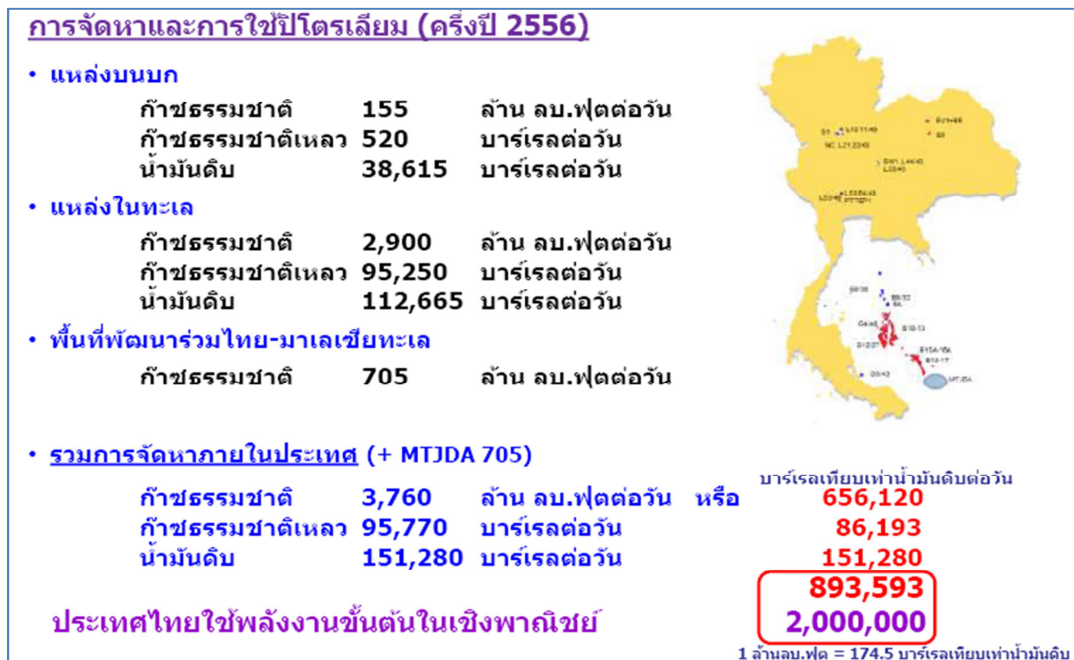 การจัดหาและการใช้ปิโตรเลียม (ครึ่งปี 2556)
• แหล่งบนบก
ก๊าซธรรมชาติ 155 ล้าน ลบ.ฟุตต่อวัน
ก๊าซธรรมชาติเหลว 520 บาร์เรลต่อวัน
น้ำมันดิบ 38,615 บาร์เรลต่อวัน
• แหล่งในทะเล
ก๊าซธรรมชาติ 2,900 ล้าน ลบ.ฟุตต่อวัน
ก๊าซธรรมชาติเหลว 95,250 บาร์เรลต่อวัน
น้ำมันดิบ 112,665 บาร์เรลต่อวัน
• พื้นที่พัฒนาร่วมไทย-มาเลเซียทะเล
ก๊าซธรรมชาติ 705 ล้าน ลบ.ฟุตต่อวัน
MTJDA
• รวมการจัดหาภายในประเทศ (+ MTJDA 705)
บาร์เรลเทียบเท่าน้ำมันดิบต่อวัน
ก๊าซธรรมชาติ 3,760 ล้าน ลบ.ฟุตต่อวัน หรือ 656,120
ก๊าซธรรมชาติเหลว 95,770 บาร์เรลต่อวัน 86,193
น้ำมันดิบ 151,280 บาร์เรลต่อวัน 151,280
893,593
ประเทศไทยใช้พลังงานขั้นต้นในเชิงพาณิชย์ 2,000,000
1 ล้านลบ.ฟุต = 174.5 บาร์เรลเทียบเท่าน้ำมันดิบ